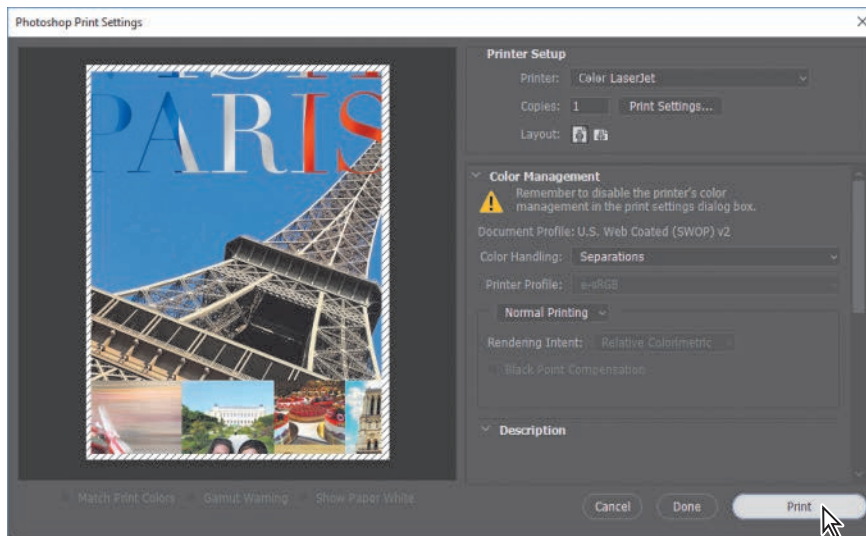 Photoshop Print Settings
PARIS
Printer Setup
Printer: Color LaserJet
Copies: 1 Print Settings...
Layout:
Color Management
Remember to disable the printer's color
management in the print settings dialog box.
Document Profile: U.S. Web Coated (SWOP) v2
Color Handling: Separations
Printer Profile: e-sRGB
Normal Printing
Rendering Intent: Relative Colorimetric
Black Point Compensation
Description
Match Print Colors Gamut Warning Show Paper White
Cancel Done Print